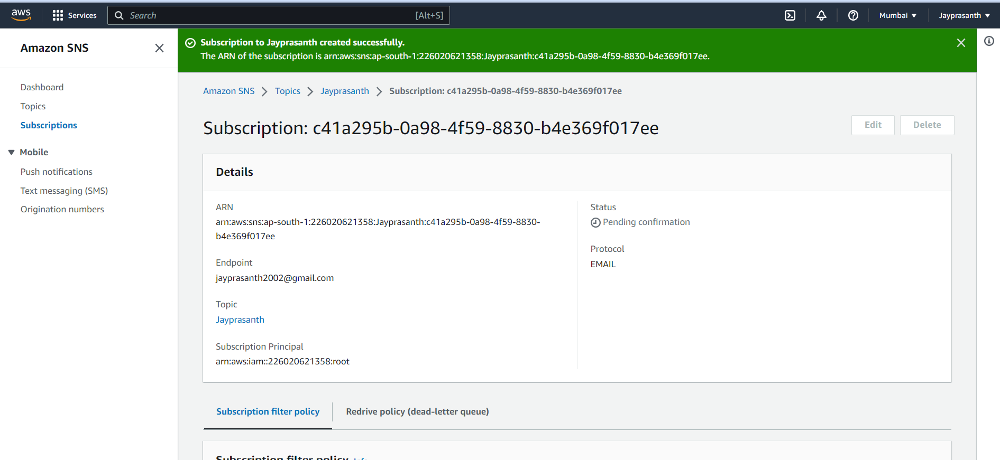 aws
Services
Search
[Alt+S]
Mumbai
Jayprasanth
Amazon SNS
Dashboard
Topics
Subscriptions
Mobile
Push notifications
Text messaging (SMS)
Origination numbers
Subscription to Jayprasanth created successfully.
The ARN of the subscription is arn:aws:sns:ap-south-1:226020621358:Jayprasanth:c41a295b-0a98-4f59-8830-b4e369f017ee.
Amazon SNS > Topics > Jayprasanth > Subscription: c41a295b-0a98-4f59-8830-b4e369f017ee
Subscription: c41a295b-0a98-4f59-8830-b4e369f017ee
Edit
Delete
Details
ARN
arn:aws:sns:ap-south-1:226020621358:Jayprasanth:c41a295b-0a98-4f59-8830-
b4e369f017ee
Endpoint
jayprasanth2002@gmail.com
Topic
Jayprasanth
Subscription Principal
arn:aws:iam::226020621358:root
Status
Pending confirmation
Protocol
EMAIL
Subscription filter policy
Redrive policy (dead-letter queue)
Subscription filter policy